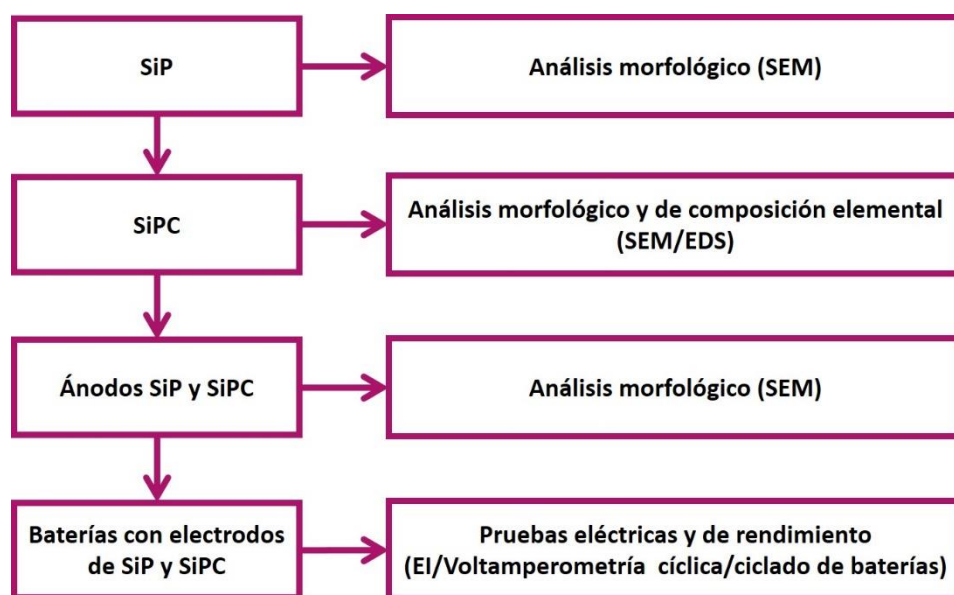 SiP
Análisis morfológico (SEM)
SiPC
Análisis morfológico y de composición elemental
(SEM/EDS)
Ánodos SiP y SiPC
Análisis morfológico (SEM)
Baterías con electrodos
de SiP y SiPC
Pruebas eléctricas y de rendimiento
(EI/Voltamperometría cíclica/ciclado de baterías)